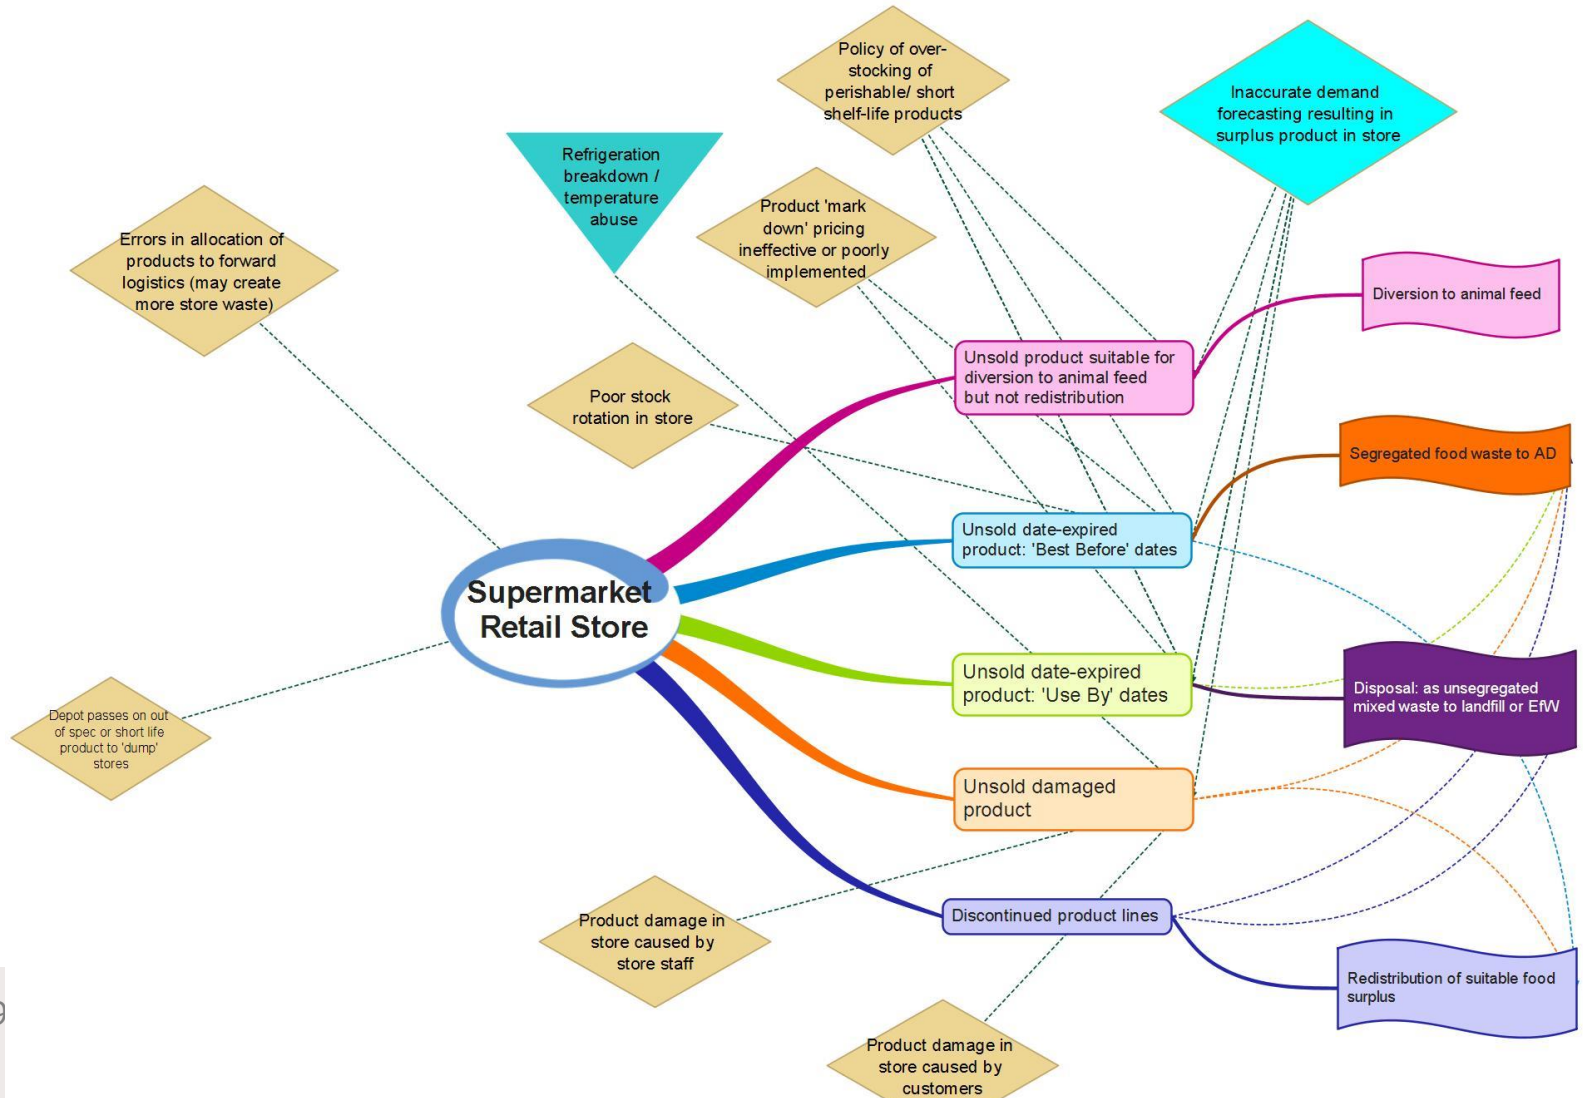 Policy of over-
stocking of
perishable/ short
shelf-life products
Inaccurate demand
forecasting resulting in
surplus product in store
Refrigeration
breakdown /
temperature
abuse
Product 'mark
down' pricing
ineffective or poorly
implemented
Errors in allocation of
products to forward
logistics (may create
more store waste)
Diversion to animal feed
Unsold product suitable for
diversion to animal feed
but not redistribution
Poor stock
rotation in store
Segregated food waste to AD
Unsold date-expired
product: 'Best Before' dates
Supermarket
Retail Store
Unsold date-expired
product: 'Use By' dates
Disposal: as unsegregated
mixed waste to landfill or EfW
Depot passes on out
of spec or short life
product to 'dump'
stores
Unsold damaged
product
Discontinued product lines
Product damage in
store caused by
store staff
Redistribution of suitable food
surplus
Product damage in
store caused by
customers